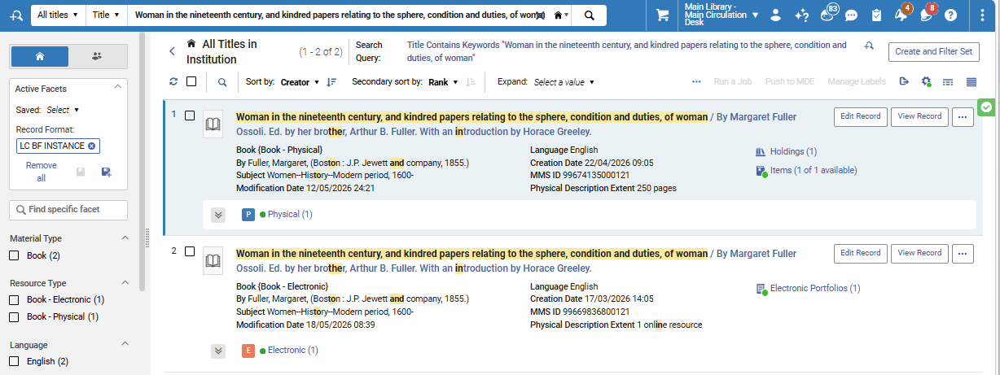 All titles Title Woman in the nineteenth century, and kindred papers relating to the sphere, condition and duties, of
Main Library -
Main Circulation
Desk
83
4
8
All Titles in
Institution
(1 - 2 of 2)
Search
Query:
Title Contains Keywords "Woman in the nineteenth century, and kindred papers relating to the sphere, condition and
duties, of woman"
Create and Filter Set
Sort by: Creator Secondary sort by: Rank Expand: Select a value
Run a Job Push to MDE Manage Labels
Active Facets
Saved: Select
Record Format:
LC BF INSTANCE
Remove
all
Find specific facet
Material Type
Book (2)
Resource Type
Book - Electronic (1)
Book - Physical (1)
Language
English (2)
1
Woman in the nineteenth century, and kindred papers relating to the sphere, condition and duties, of woman / By Margaret Fuller
Ossoli. Ed. by her brother, Arthur B. Fuller. With an introduction by Horace Greeley.
Edit Record View Record
Book {Book - Physical}
By Fuller, Margaret, (Boston : J.P. Jewett and company, 1855.)
Subject Women--History--Modern period, 1600-
Modification Date 12/05/2026 24:21
Language English
Creation Date 22/04/2026 09:05
MMS ID 99674135000121
Physical Description Extent 250 pages
Holdings (1)
Items (1 of 1 available)
P Physical (1)
2
Woman in the nineteenth century, and kindred papers relating to the sphere, condition and duties, of woman / By Margaret Fuller
Ossoli. Ed. by her brother, Arthur B. Fuller. With an introduction by Horace Greeley.
Edit Record View Record
Book {Book - Electronic}
By Fuller, Margaret, (Boston : J.P. Jewett and company, 1855.)
Subject Women--History--Modern period, 1600-
Modification Date 18/05/2026 08:39
Language English
Creation Date 17/03/2026 14:05
MMS ID 99669836800121
Physical Description Extent 1 online resource
Electronic Portfolios (1)
E Electronic (1)